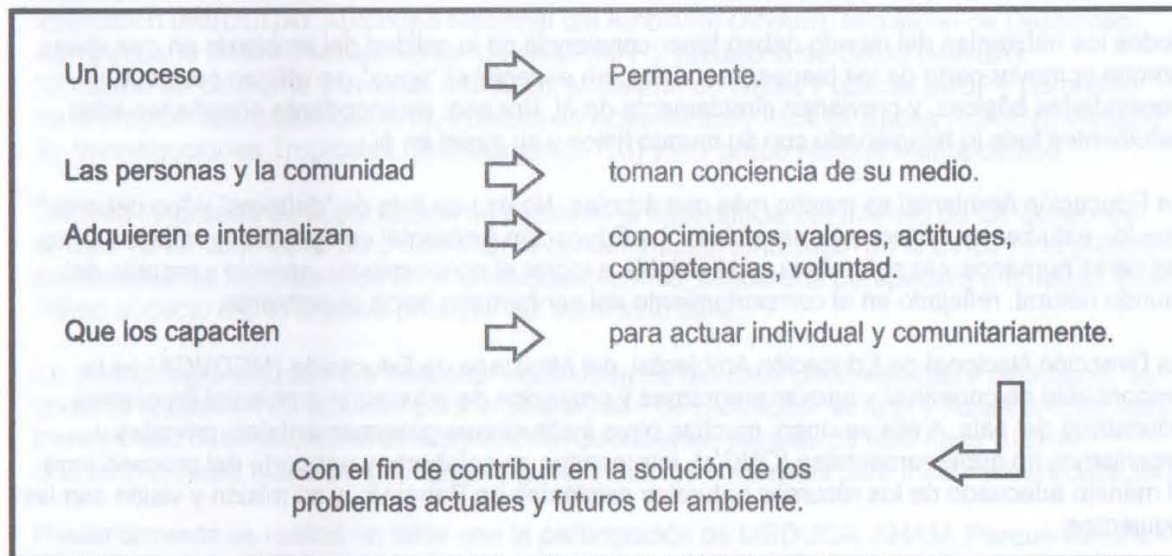 Un proceso Permanente.
Las personas y la comunidad toman conciencia de su medio.
Adquieren e internalizan conocimientos, valores, actitudes,
competencias, voluntad.
Que los capaciten para actuar individual y comunitariamente.
Con el fin de contribuir en la solución de los
problemas actuales y futuros del ambiente.